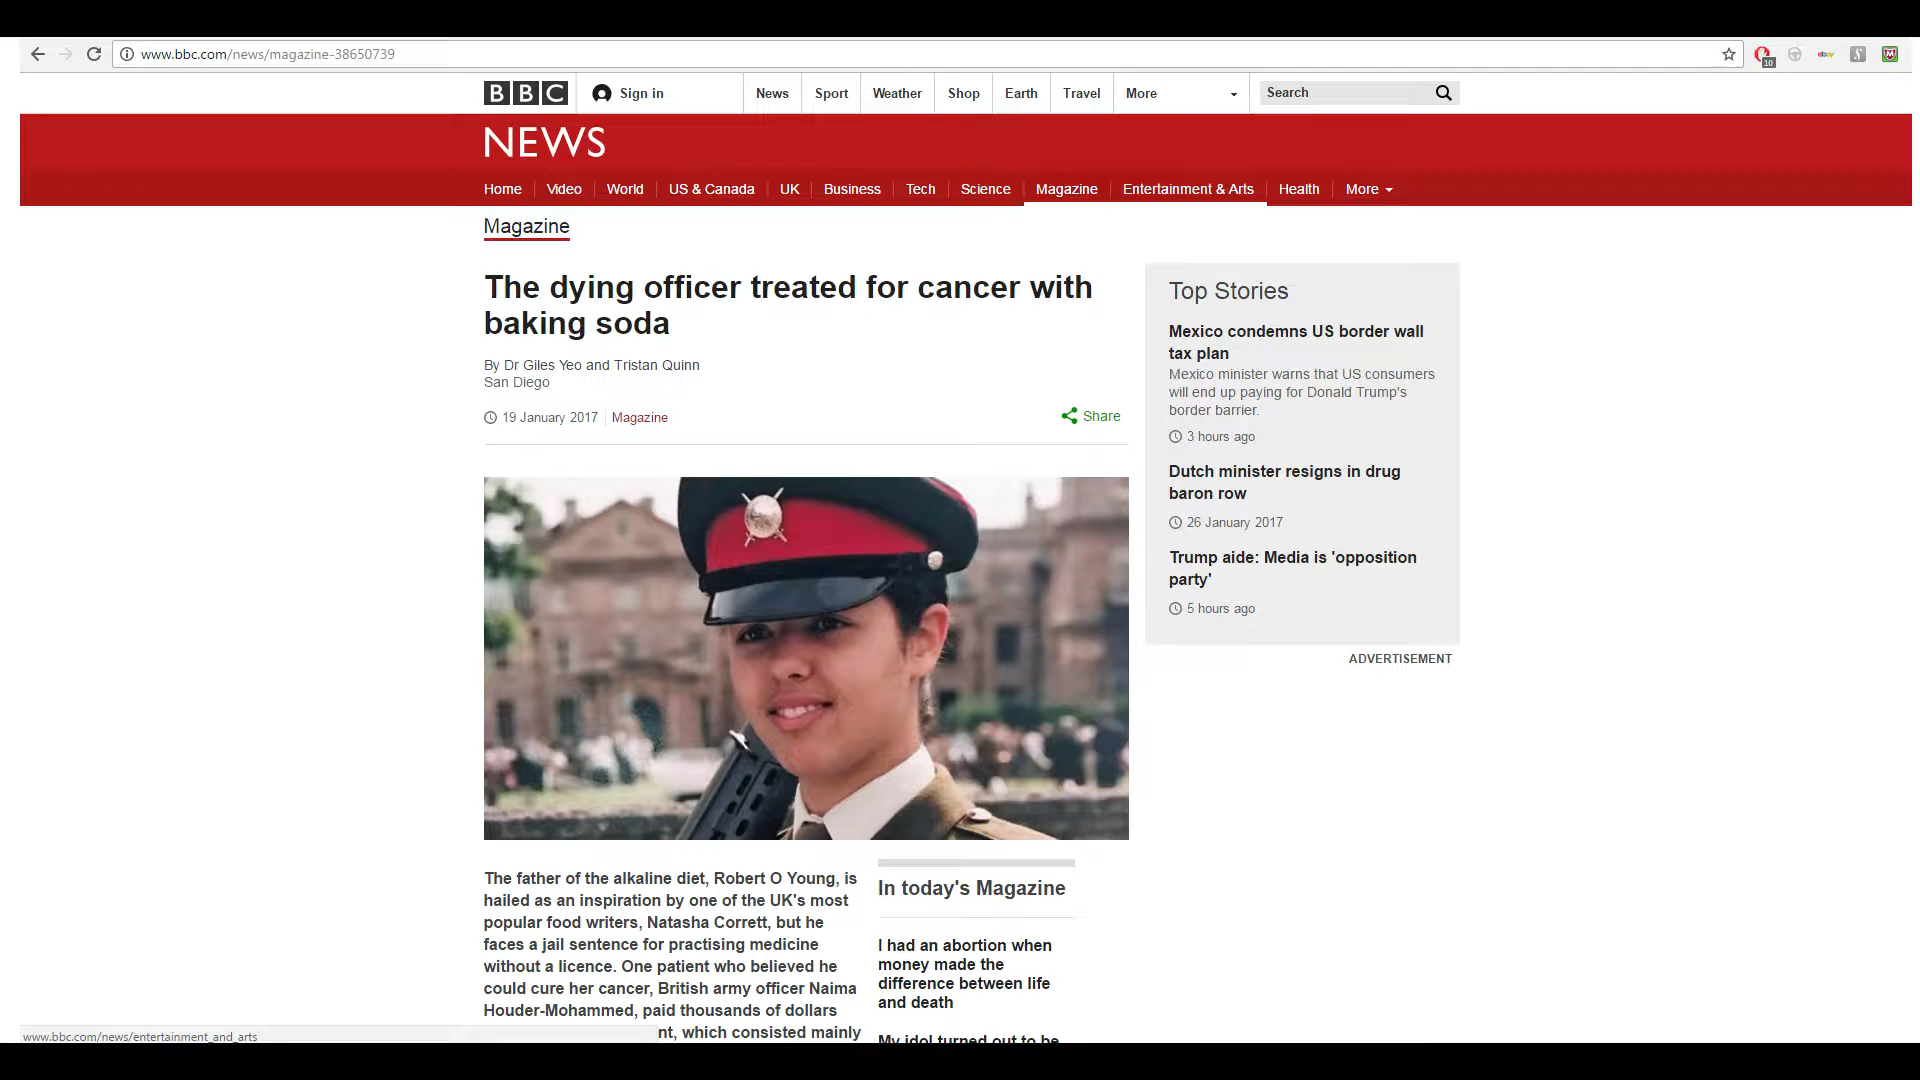 www.bbc.com/news/magazine-38650739
10
ebay
BBC
Sign in
News
Sport
Weather
Shop
Earth
Travel
More
Search
NEWS
Home
Video
World
US & Canada
UK
Business
Tech
Science
Magazine
Entertainment & Arts
Health
More
Magazine
The dying officer treated for cancer with
baking soda
By Dr Giles Yeo and Tristan Quinn
San Diego
19 January 2017
Magazine
Share
The father of the alkaline diet, Robert O Young, is
hailed as an inspiration by one of the UK's most
popular food writers, Natasha Corrett, but he
faces a jail sentence for practising medicine
without a licence. One patient who believed he
could cure her cancer, British army officer Naima
Houder-Mohammed, paid thousands of dollars
nt, which consisted mainly
In today's Magazine
I had an abortion when
money made the
difference between life
and death
My idol turned out to be
Top Stories
Mexico condemns US border wall
tax plan
Mexico minister warns that US consumers
will end up paying for Donald Trump's
border barrier.
3 hours ago
Dutch minister resigns in drug
baron row
26 January 2017
Trump aide: Media is 'opposition
party'
5 hours ago
ADVERTISEMENT
www.bbc.com/news/entertainment_and_arts